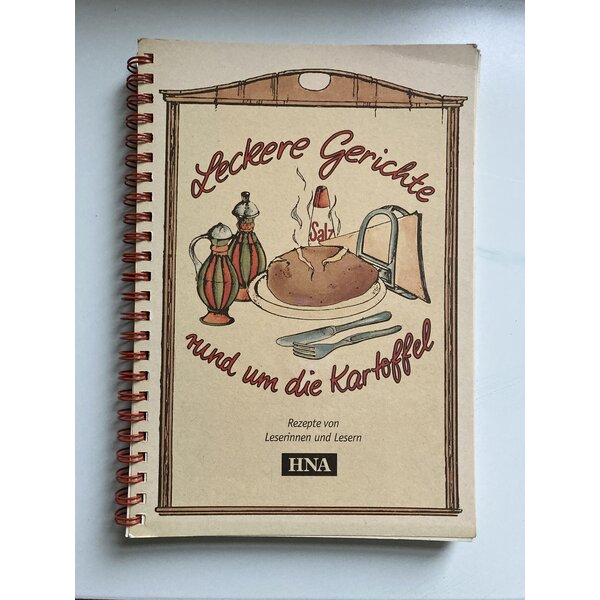 Leckere Gerichte
Salz
rund um die Kartoffel
Rezepte von
Leserinnen und Lesern
HNA